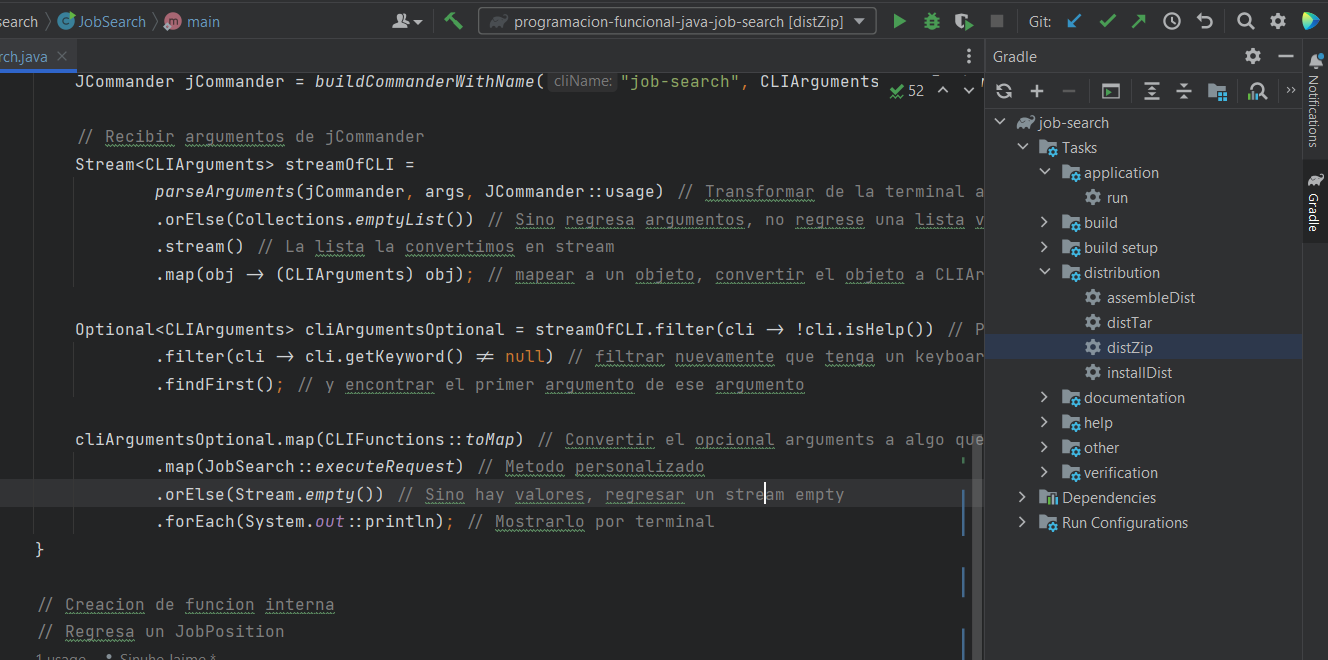 search JobSearch main programacion-funcional-java-job-search [distZip] Git:
rch.java
JCommander jCommander = buildCommanderWithName( cliName: "job-search", CLIArguments
52
// Recibir argumentos de jCommander
Stream<CLIArguments> streamOfCLI =
parseArguments(jCommander, args, JCommander::usage) // Transformar de la terminal a
.orElse(Collections.emptyList()) // Sino regresa argumentos, no regrese una lista v
.stream() // La lista la convertimos en stream
.map(obj -> (CLIArguments) obj); // mapear a un objeto, convertir el objeto a CLIAr
Optional<CLIArguments> cliArgumentsOptional = streamOfCLI.filter(cli -> !cli.isHelp()) // P
.filter(cli -> cli.getKeyword() != null) // filtrar nuevamente que tenga un keyboar
.findFirst(); // y encontrar el primer argumento de ese argumento
cliArgumentsOptional.map(CLIFunctions::toMap) // Convertir el opcional arguments a algo que
.map(JobSearch::executeRequest) // Metodo personalizado
.orElse(Stream.empty()) // Sino hay valores, regresar un stream empty
.forEach(System.out::println); // Mostrarlo por terminal
}
// Creacion de funcion interna
// Regresa un JobPosition
1 usage Sinuhe Jaime *
Gradle
job-search
Tasks
application
run
build
build setup
distribution
assembleDist
distTar
distZip
installDist
documentation
help
other
verification
Dependencies
Run Configurations
Notifications
Gradle